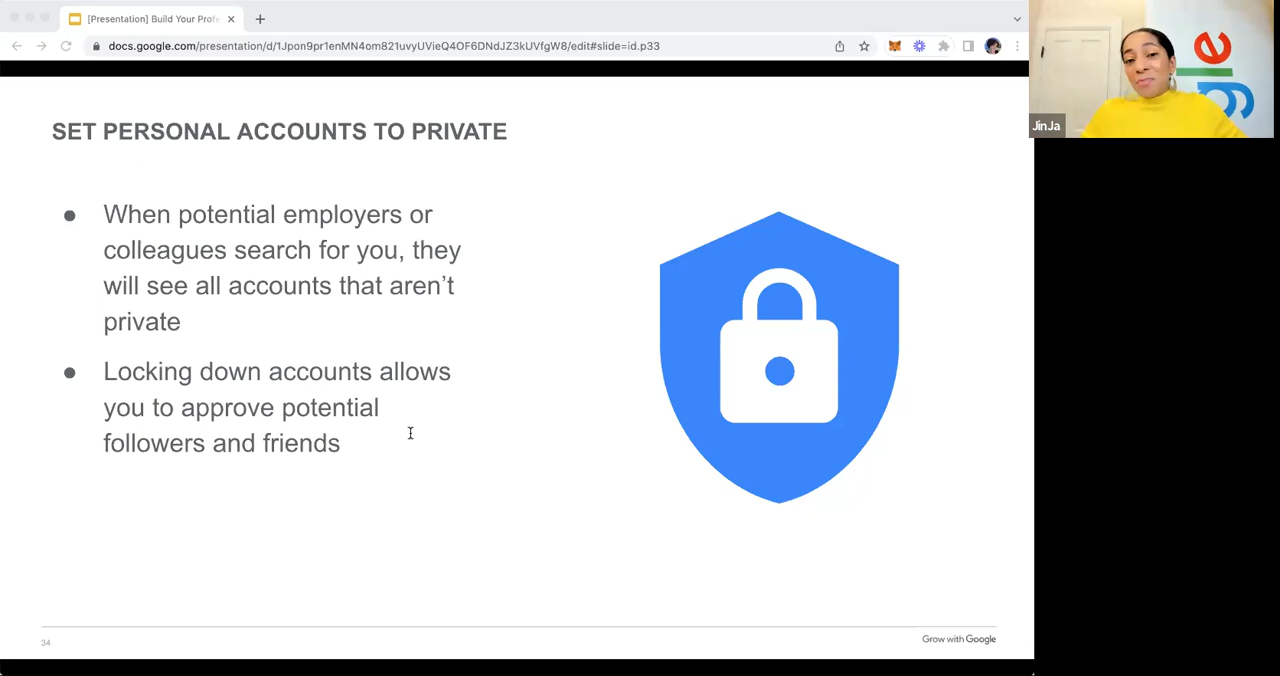 [Presentation] Build Your Profe
docs.google.com/presentation/d/1Jpon9pr1enMN4om821uvyUVieQ4OF6DNdJZ3kUVfgW8/edit#slide=id.p33
SET PERSONAL ACCOUNTS TO PRIVATE
● When potential employers or
colleagues search for you, they
will see all accounts that aren’t
private
● Locking down accounts allows
you to approve potential
followers and friends
34
Grow with Google
JinJa